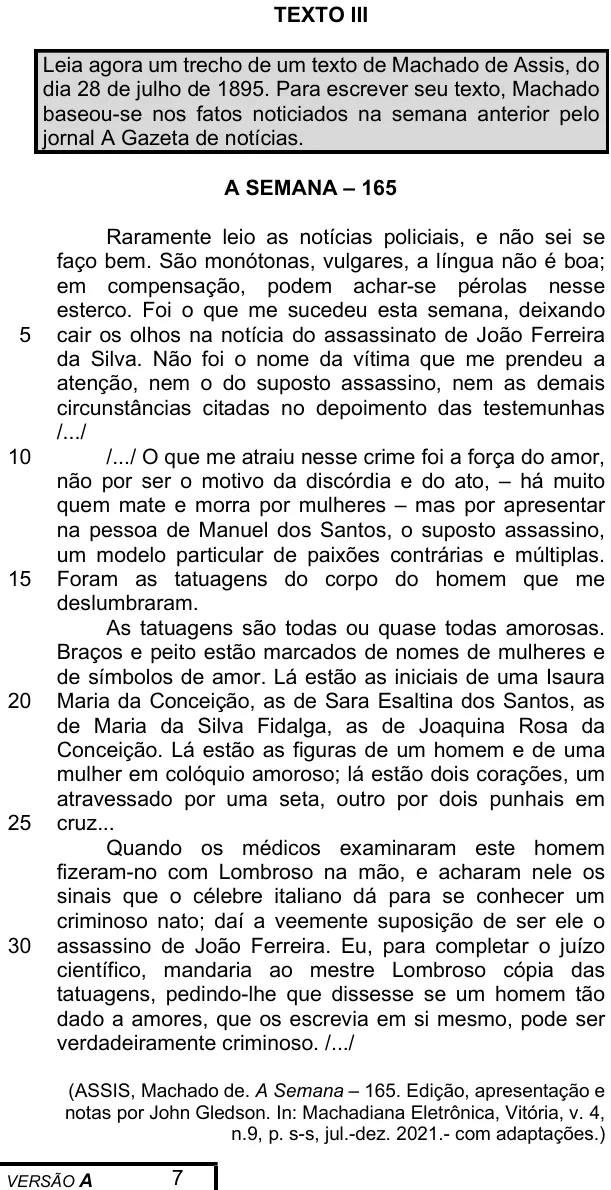 TEXTO III
Leia agora um trecho de um texto de Machado de Assis, do
dia 28 de julho de 1895. Para escrever seu texto, Machado
baseou-se nos fatos noticiados na semana anterior pelo
jornal A Gazeta de notícias.
A SEMANA – 165
Raramente leio as notícias policiais, e não sei se
faço bem. São monótonas, vulgares, a língua não é boa;
em compensação, podem achar-se pérolas nesse
esterco. Foi o que me sucedeu esta semana, deixando
5 cair os olhos na notícia do assassinato de João Ferreira
da Silva. Não foi o nome da vítima que me prendeu a
atenção, nem o do suposto assassino, nem as demais
circunstâncias citadas no depoimento das testemunhas
/.../
10 /.../ O que me atraiu nesse crime foi a força do amor,
não por ser o motivo da discórdia e do ato, – há muito
quem mate e morra por mulheres – mas por apresentar
na pessoa de Manuel dos Santos, o suposto assassino,
um modelo particular de paixões contrárias e múltiplas.
15 Foram as tatuagens do corpo do homem que me
deslumbraram.
As tatuagens são todas ou quase todas amorosas.
Braços e peito estão marcados de nomes de mulheres e
de símbolos de amor. Lá estão as iniciais de uma Isaura
20 Maria da Conceição, as de Sara Esaltina dos Santos, as
de Maria da Silva Fidalga, as de Joaquina Rosa da
Conceição. Lá estão as figuras de um homem e de uma
mulher em colóquio amoroso; lá estão dois corações, um
atravessado por uma seta, outro por dois punhais em
25 cruz...
Quando os médicos examinaram este homem
fizeram-no com Lombroso na mão, e acharam nele os
sinais que o célebre italiano dá para se conhecer um
criminoso nato; daí a veemente suposição de ser ele o
30 assassino de João Ferreira. Eu, para completar o juízo
científico, mandaria ao mestre Lombroso cópia das
tatuagens, pedindo-lhe que dissesse se um homem tão
dado a amores, que os escrevia em si mesmo, pode ser
verdadeiramente criminoso. /.../
(ASSIS, Machado de. A Semana – 165. Edição, apresentação e
notas por John Gledson. In: Machadiana Eletrônica, Vitória, v. 4,
n.9, p. s-s, jul.-dez. 2021.- com adaptações.)
VERSÃO A 7